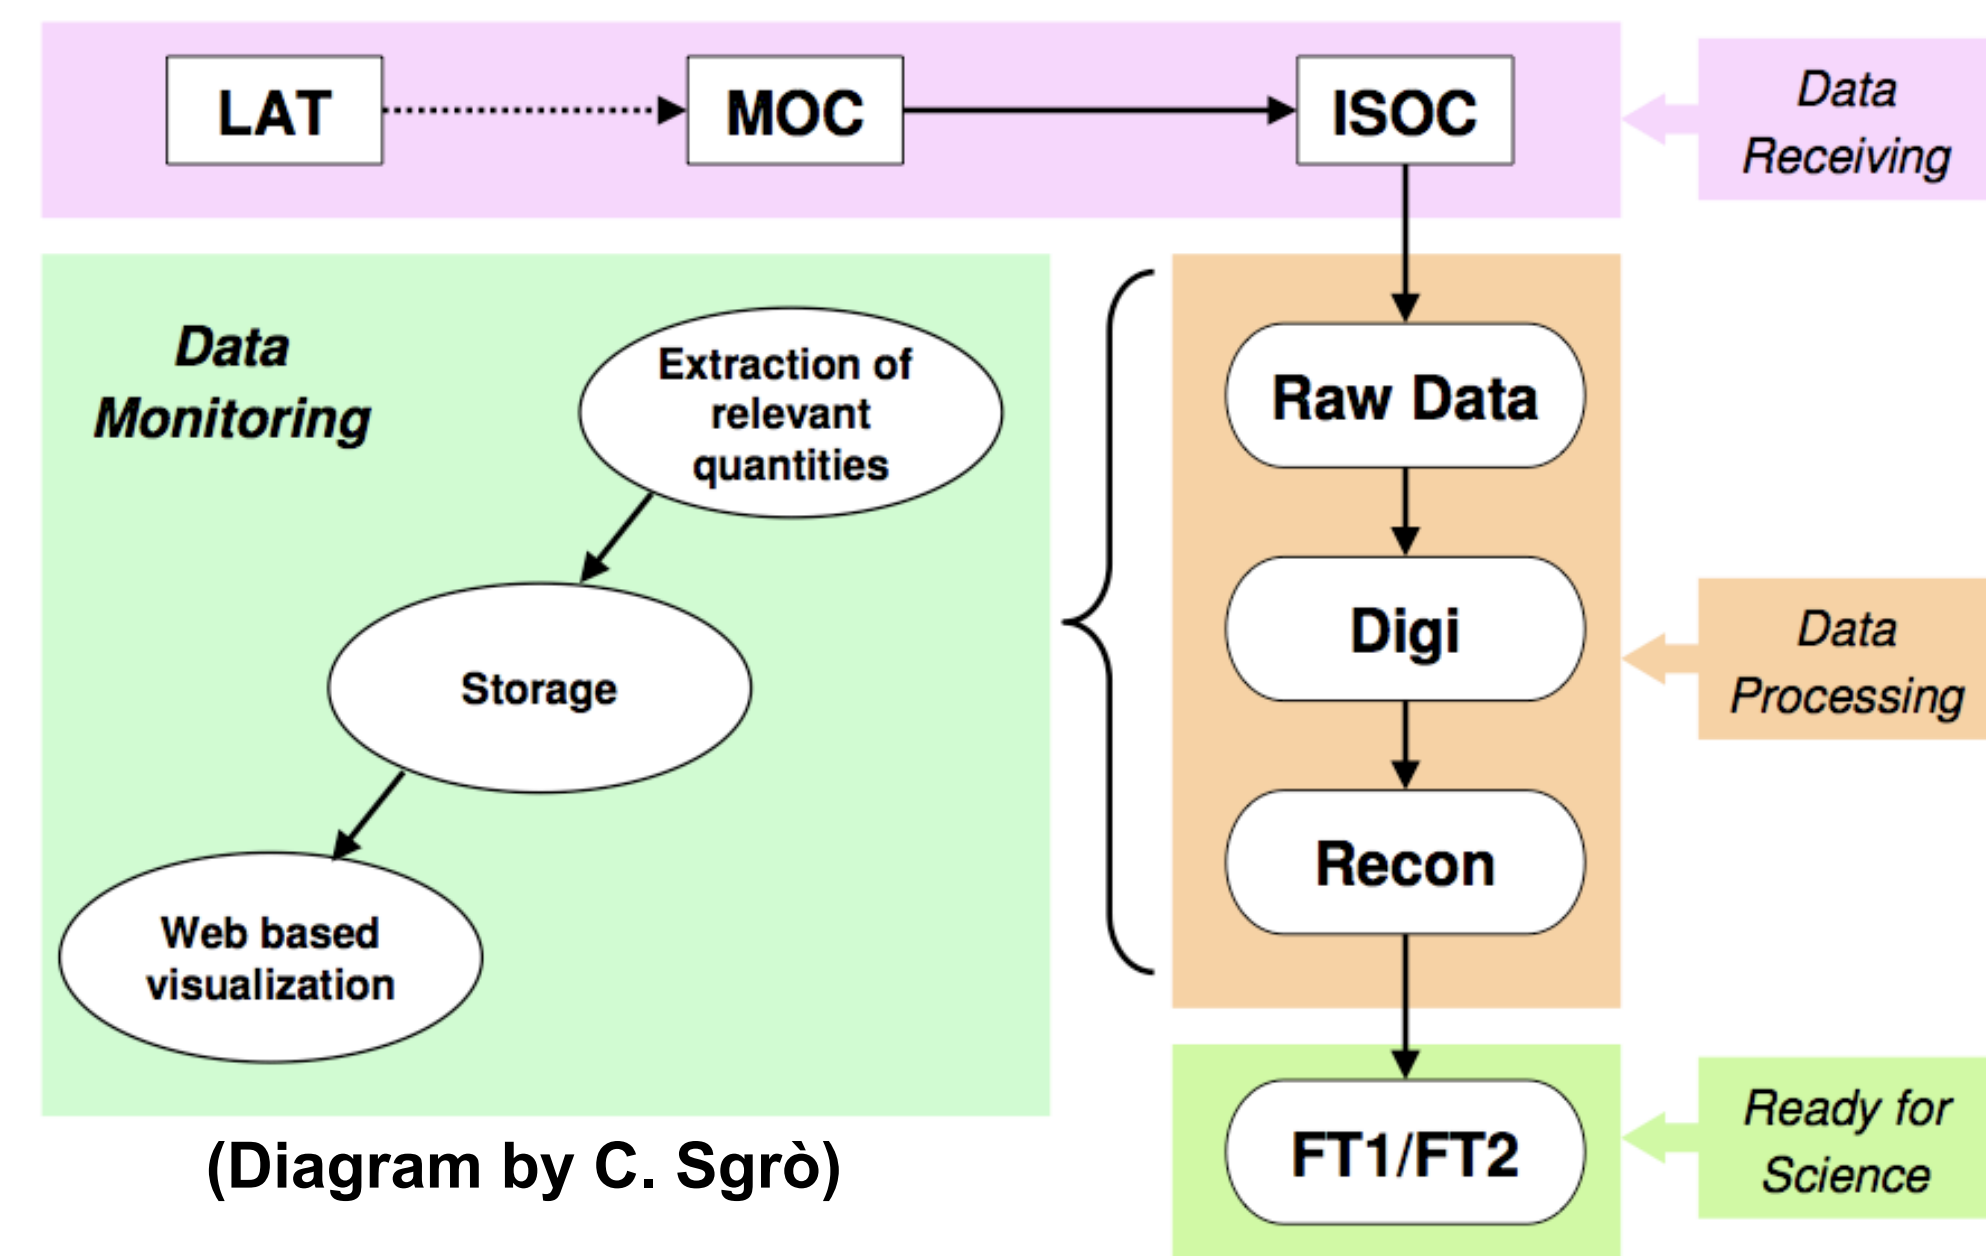 LAT
MOC
ISOC
Data
Receiving
Data
Monitoring
Extraction of
relevant
quantities
Storage
Web based
visualization
Raw Data
Digi
Recon
Data
Processing
FT1/FT2
Ready for
Science
(Diagram by C. Sgrò)